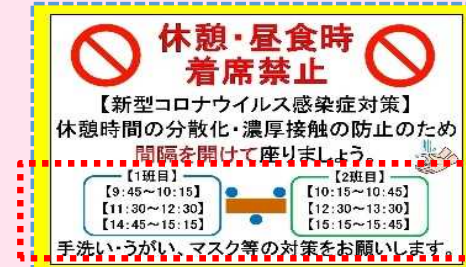 休憩・昼食時
着席禁止
【新型コロナウイルス感染症対策】
休憩時間の分散化・濃厚接触の防止のため
間隔を開けて座りましょう。
【1班目】
【9:45～10:15】
【11:30～12:30】
【14:45～15:15】
【2班目】
【10:15～10:45】
【12:30～13:30】
【15:15～15:45】
手洗い・うがい、マスク等の対策をお願いします。